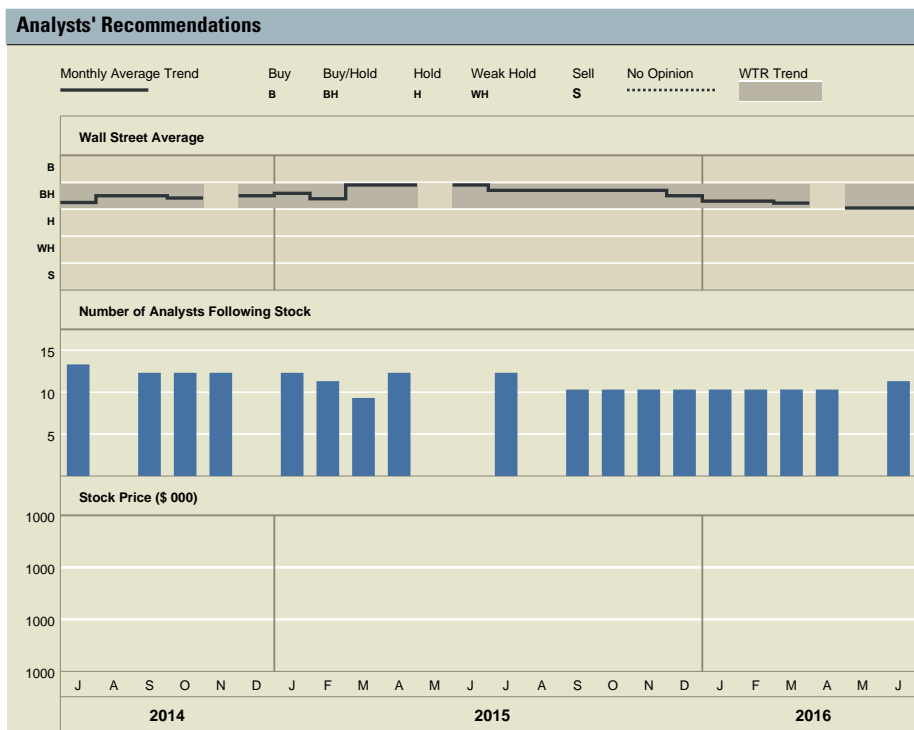 Analysts' Recommendations
Monthly Average Trend Buy Buy/Hold Hold Weak Hold Sell No Opinion WTR Trend
B BH H WH S
Wall Street Average
B
BH
H
WH
S
Number of Analysts Following Stock
15
10
5
Stock Price ($ 000)
1000
1000
1000
1000
J A S O N D J F M A M J J A S O N D J F M A M J
2014 2015 2016